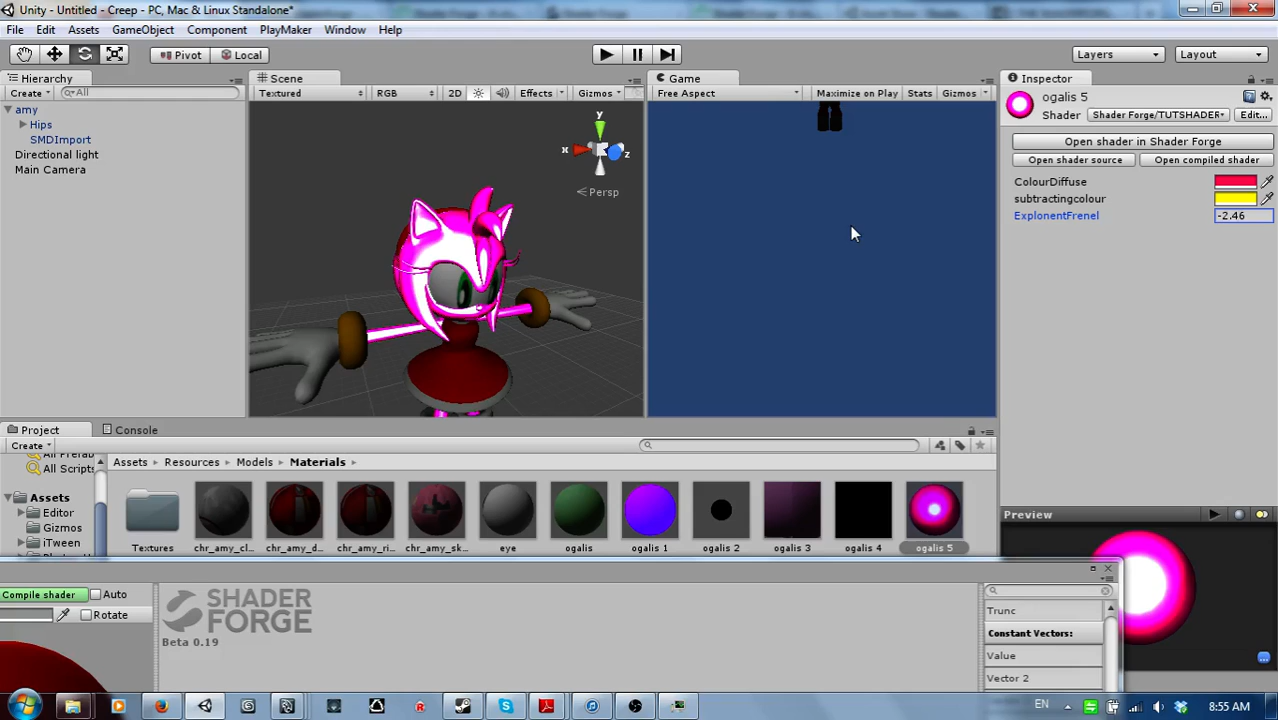 Unity - Untitled - Creep - PC, Mac & Linux Standalone*
File Edit Assets GameObject Component PlayMaker Window Help
Pivot Local Layers Layout
Hierarchy Scene Game Inspector
Create All Textured RGB 2D Effects Gizmos Free Aspect Maximize on Play Stats Gizmos
ogalis 5
Shader Shader Forge/TUTSHADER Edit...
amy
Hips
SMDImport
Directional light
Main Camera
y
x
z
Persp
Open shader in Shader Forge
Open shader source Open compiled shader
ColourDiffuse
subtractingcolour
ExplonentFrenel -2.46
Project Console
Create
All Scripts
Assets
Editor
Gizmos
iTween
Assets Resources Models Materials
Textures chr_amy_cl... chr_amy_d... chr_amy_ri... chr_amy_sk... eye ogalis ogalis 1 ogalis 2 ogalis 3 ogalis 4 ogalis 5
Preview
Compile shader Auto
Rotate
SHADER
FORGE
Beta 0.19
Trunc
Constant Vectors:
Value
Vector 2
EN 8:55 AM